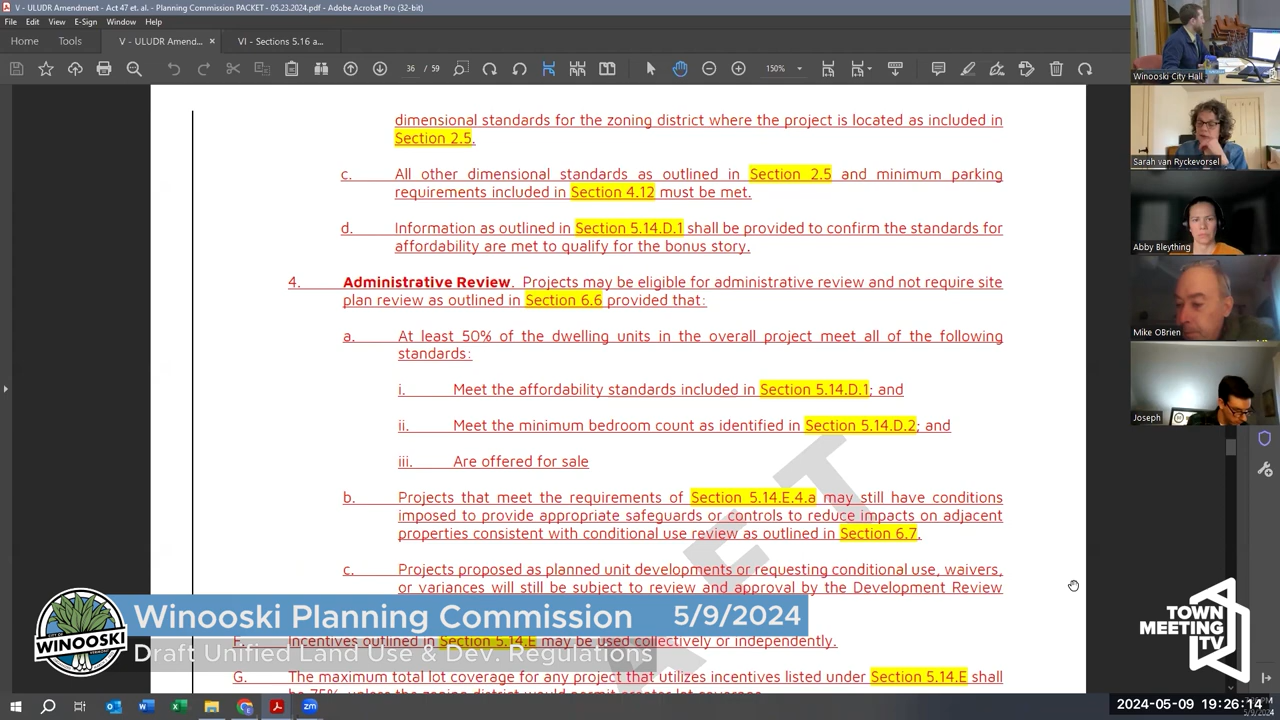 V - ULUDR Amendment - Act 47 et. al. - Planning Commission PACKET - 05.23.2024.pdf - Adobe Acrobat Pro (32-bit)
File Edit View E-Sign Window Help
Home Tools V - ULUDR Amend... × VI - Sections 5.16 a...
36 / 59 150%
dimensional standards for the zoning district where the project is located as included in
Section 2.5.
c. All other dimensional standards as outlined in Section 2.5 and minimum parking
requirements included in Section 4.12 must be met.
d. Information as outlined in Section 5.14.D.1 shall be provided to confirm the standards for
affordability are met to qualify for the bonus story.
4. Administrative Review. Projects may be eligible for administrative review and not require site
plan review as outlined in Section 6.6 provided that:
a. At least 50% of the dwelling units in the overall project meet all of the following
standards:
i. Meet the affordability standards included in Section 5.14.D.1; and
ii. Meet the minimum bedroom count as identified in Section 5.14.D.2; and
iii. Are offered for sale
b. Projects that meet the requirements of Section 5.14.E.4.a may still have conditions
imposed to provide appropriate safeguards or controls to reduce impacts on adjacent
properties consistent with conditional use review as outlined in Section 6.7.
c. Projects proposed as planned unit developments or requesting conditional use, waivers,
or variances will still be subject to review and approval by the Development Review
F. Incentives outlined in Section 5.14.E may be used collectively or independently.
G. The maximum total lot coverage for any project that utilizes incentives listed under Section 5.14.E shall
Winooski City Hall
Sarah van Ryckevorsel
Abby Bleything
Mike OBrien
Joseph
WINOOSKI
Winooski Planning Commission 5/9/2024
Draft Unified Land Use & Dev. Regulations
TOWN
MEETING
TV
2024-05-09 19:26:14